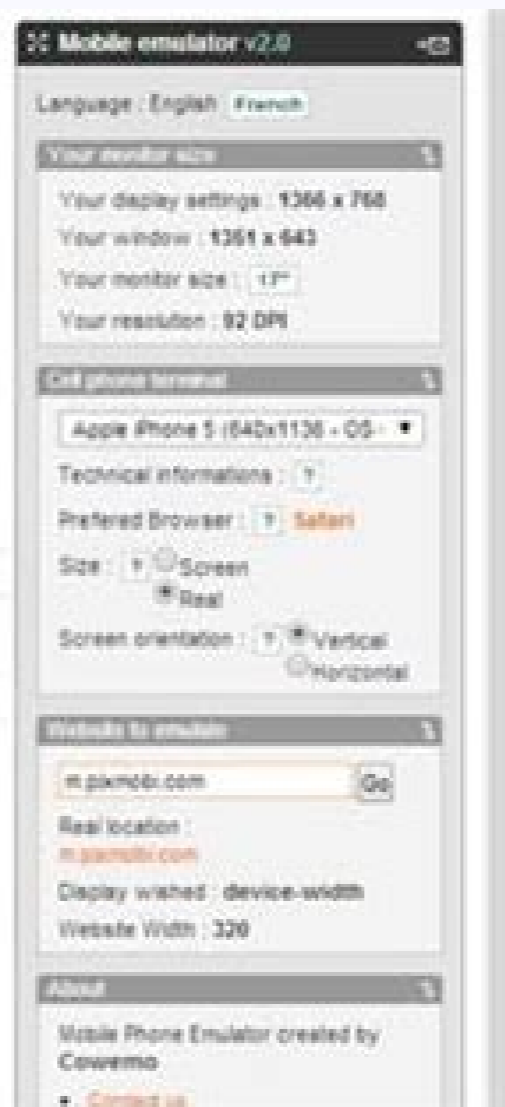 Mobile emulator v2.0
Language : English French
Your monitor size
Your display settings : 1366 x 768
Your window : 1351 x 643
Your monitor size : 17"
Your resolution : 92 DPI
Cell phone terminal
Apple iPhone 5 (640x1136 - OS
Technical informations : ?
Prefered Browser : ? Safari
Size : ? Screen
Real
Screen orientation : ? Vertical
Horizontal
Website to emulate
m.pixmobi.com Go
Real location :
m.pixmobi.com
Display wished : device-width
Website Width : 320
About
Mobile Phone Emulator created by
Cowemo
Contact us